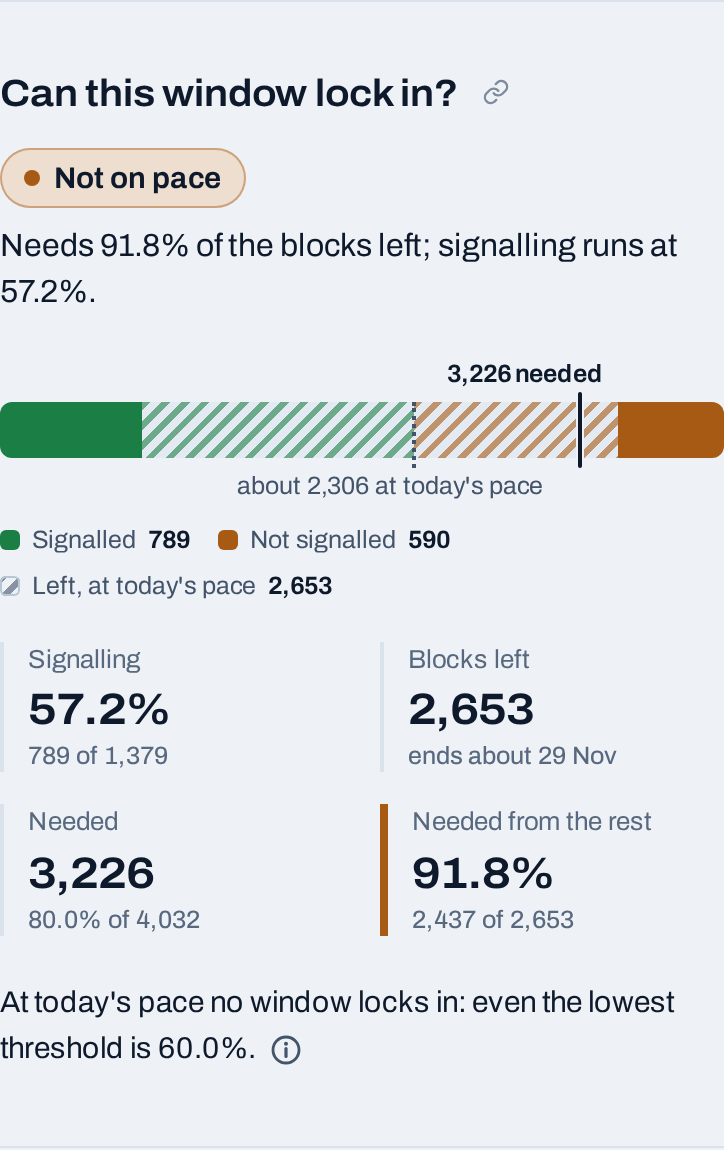 Can this window lock in?
Not on pace
Needs 91.8% of the blocks left; signalling runs at
57.2%.
3,226 needed
about 2,306 at today's pace
Signalled 789 Not signalled 590
Left, at today's pace 2,653
Signalling
57.2%
789 of 1,379
Blocks left
2,653
ends about 29 Nov
Needed
3,226
80.0% of 4,032
Needed from the rest
91.8%
2,437 of 2,653
At today's pace no window locks in: even the lowest
threshold is 60.0%.